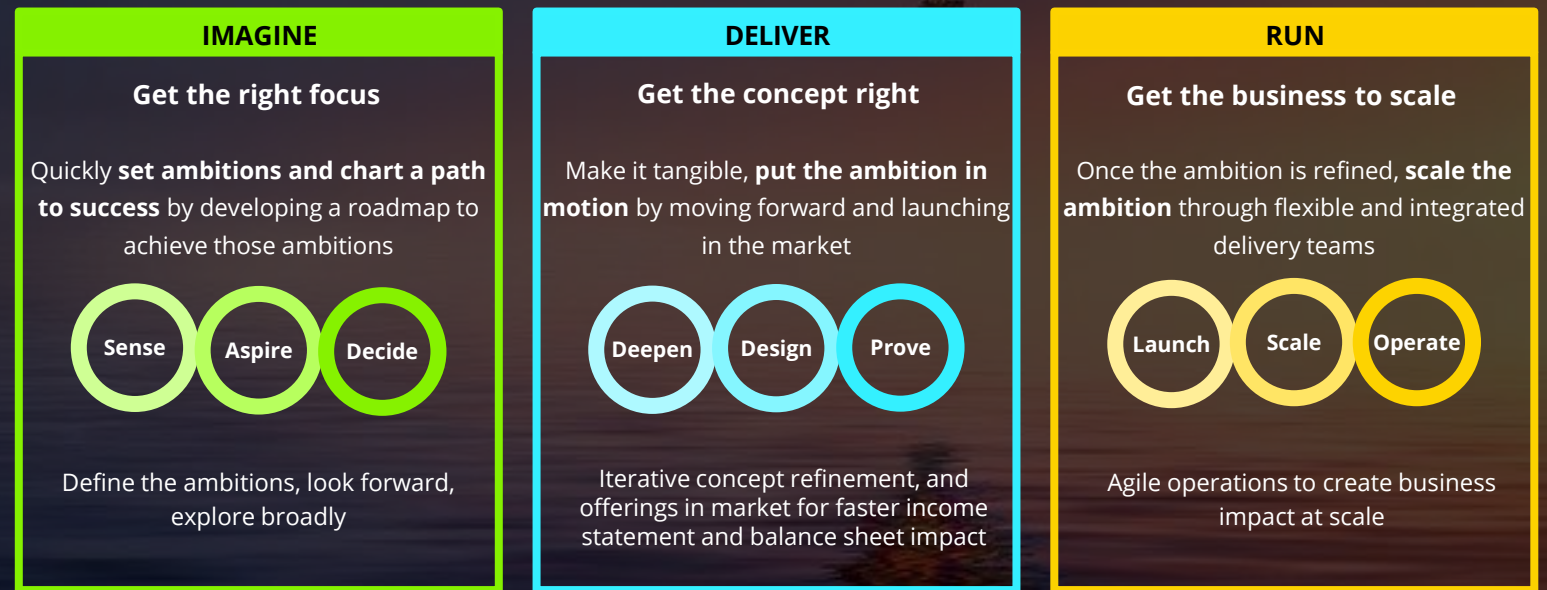 IMAGINE
Get the right focus
Quickly set ambitions and chart a path
to success by developing a roadmap to
achieve those ambitions
Sense Aspire Decide
Define the ambitions, look forward,
explore broadly
DELIVER
Get the concept right
Make it tangible, put the ambition in
motion by moving forward and launching
in the market
Deepen Design Prove
Iterative concept refinement, and
offerings in market for faster income
statement and balance sheet impact
RUN
Get the business to scale
Once the ambition is refined, scale the
ambition through flexible and integrated
delivery teams
Launch Scale Operate
Agile operations to create business
impact at scale